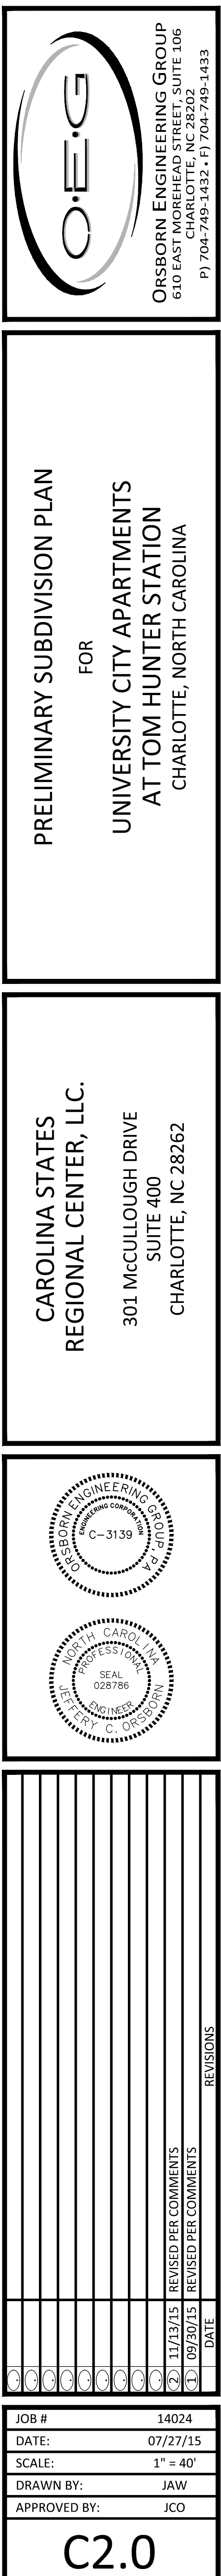 O.E.G
ORSBORN ENGINEERING GROUP
610 EAST MOREHEAD STREET, SUITE 106
CHARLOTTE, NC 28202
P) 704-749-1432 • F) 704-749-1433
PRELIMINARY SUBDIVISION PLAN
FOR
UNIVERSITY CITY APARTMENTS
AT TOM HUNTER STATION
CHARLOTTE, NORTH CAROLINA
CAROLINA STATES
REGIONAL CENTER, LLC.
301 McCULLOUGH DRIVE
SUITE 400
CHARLOTTE, NC 28262
ORSBORN ENGINEERING GROUP, PA
ENGINEERING CORPORATION
C-3139
NORTH CAROLINA
PROFESSIONAL
SEAL
028786
ENGINEER
JEFFERY C. ORSBORN
2 11/13/15 REVISED PER COMMENTS
1 09/30/15 REVISED PER COMMENTS
DATE REVISIONS
JOB # 14024
DATE: 07/27/15
SCALE: 1" = 40'
DRAWN BY: JAW
APPROVED BY: JCO
C2.0